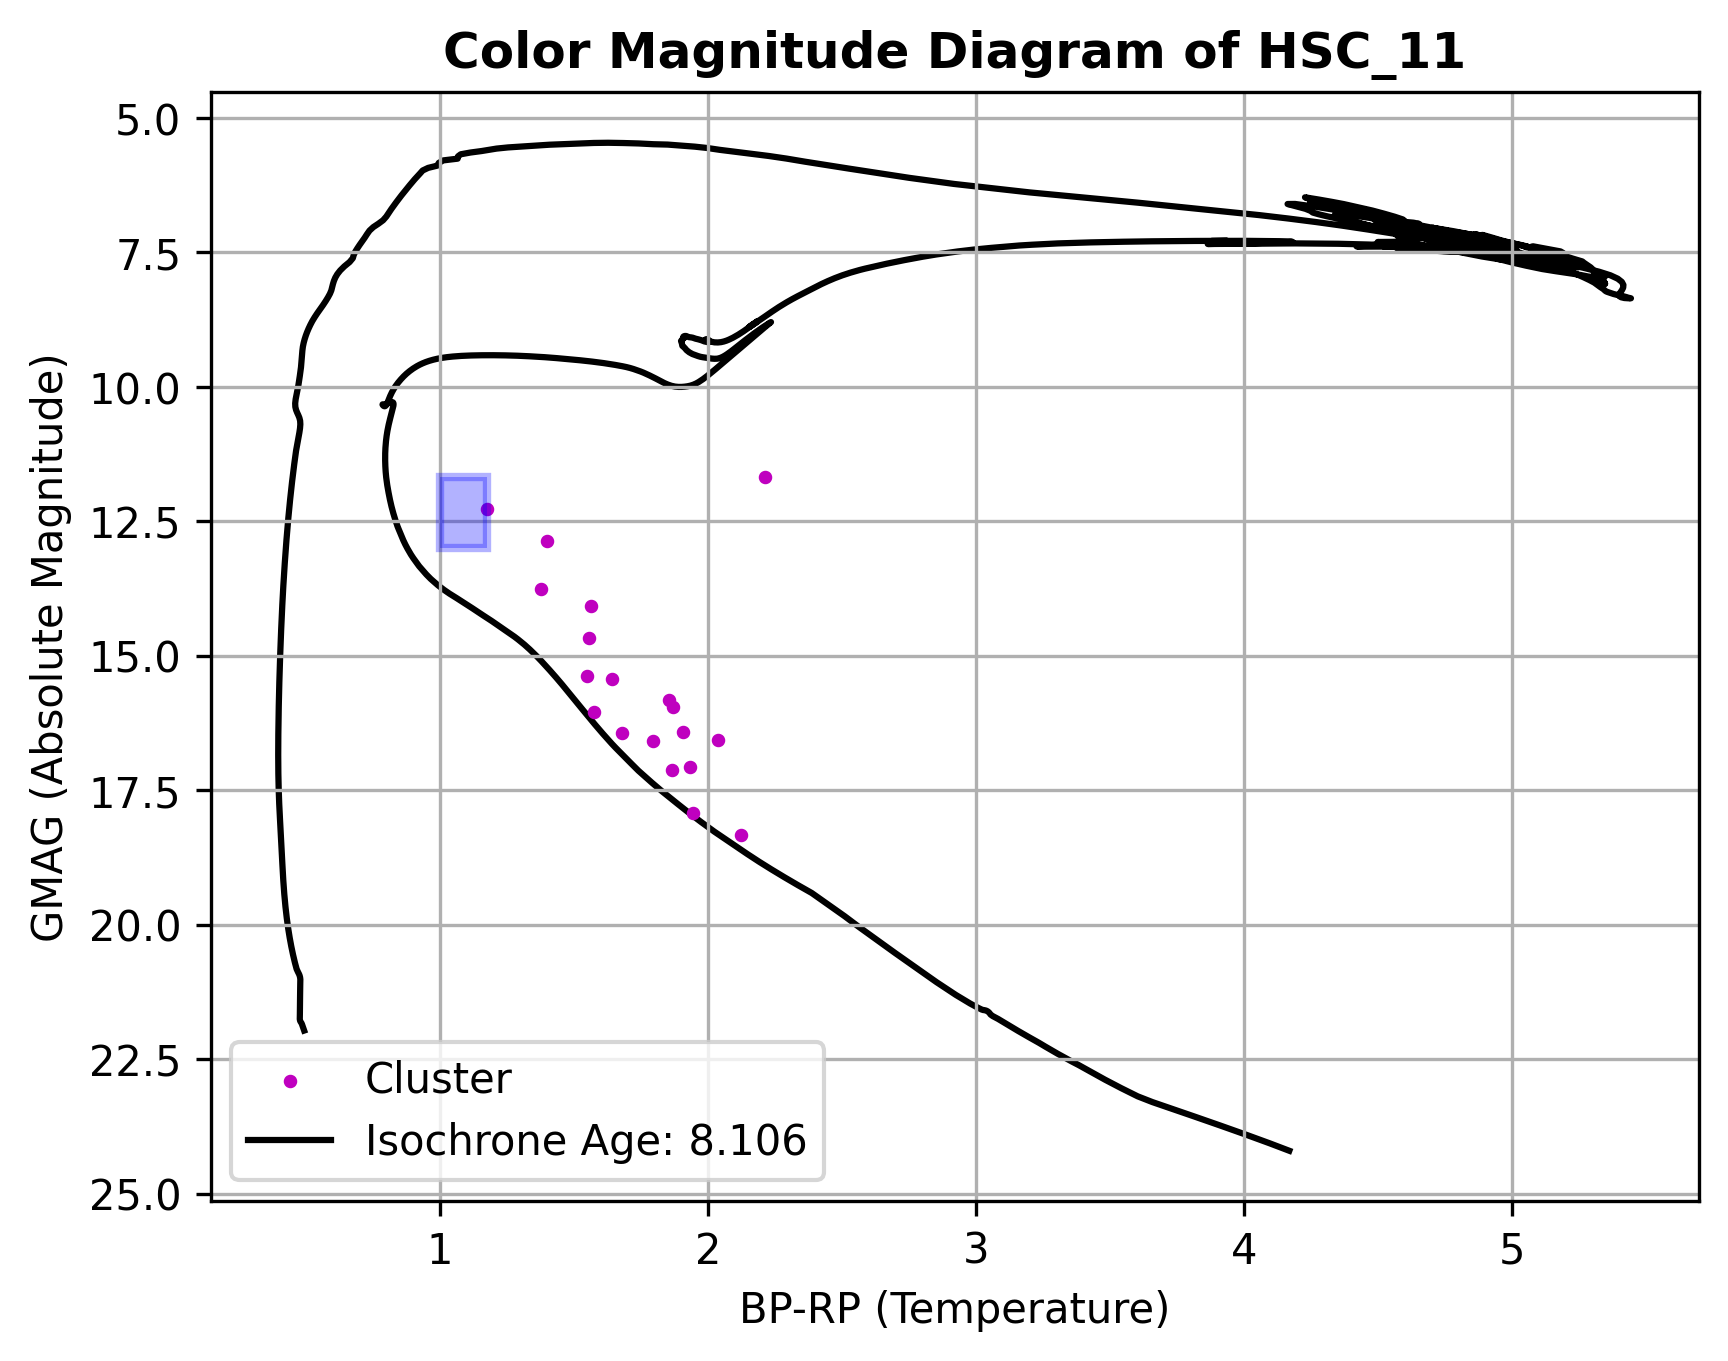 Color Magnitude Diagram of HSC_11
GMAG (Absolute Magnitude)
5.0
7.5
10.0
12.5
15.0
17.5
20.0
22.5
25.0
Cluster
Isochrone Age: 8.106
1 2 3 4 5
BP-RP (Temperature)